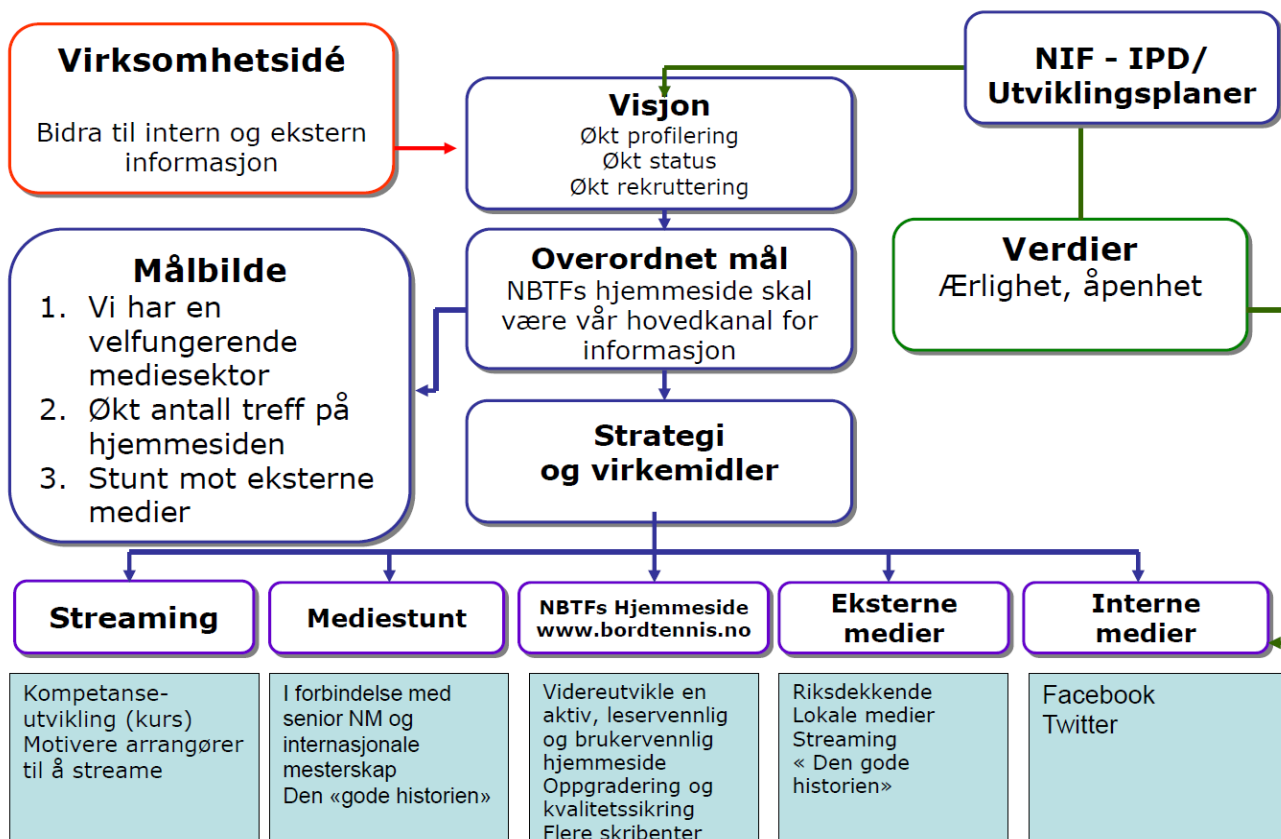 Virksomhetsidé
Bidra til intern og ekstern
informasjon
Visjon
Økt profilering
Økt status
Økt rekruttering
NIF - IPD/
Utviklingsplaner
Målbilde
1. Vi har en
velfungerende
mediesektor
2. Økt antall treff på
hjemmesiden
3. Stunt mot eksterne
medier
Overordnet mål
NBTFs hjemmeside skal
være vår hovedkanal for
informasjon
Verdier
Ærlighet, åpenhet
Strategi
og virkemidler
Streaming
Mediestunt
NBTFs Hjemmeside
www.bordtennis.no
Eksterne
medier
Interne
medier
Kompetanse-
utvikling (kurs)
Motivere arrangører
til å streame
I forbindelse med
senior NM og
internasjonale
mesterskap
Den «gode historien»
Videreutvikle en
aktiv, leservennlig
og brukervennlig
hjemmeside
Oppgradering og
kvalitetssikring
Flere skribenter
Riksdekkende
Lokale medier
Streaming
« Den gode
historien»
Facebook
Twitter